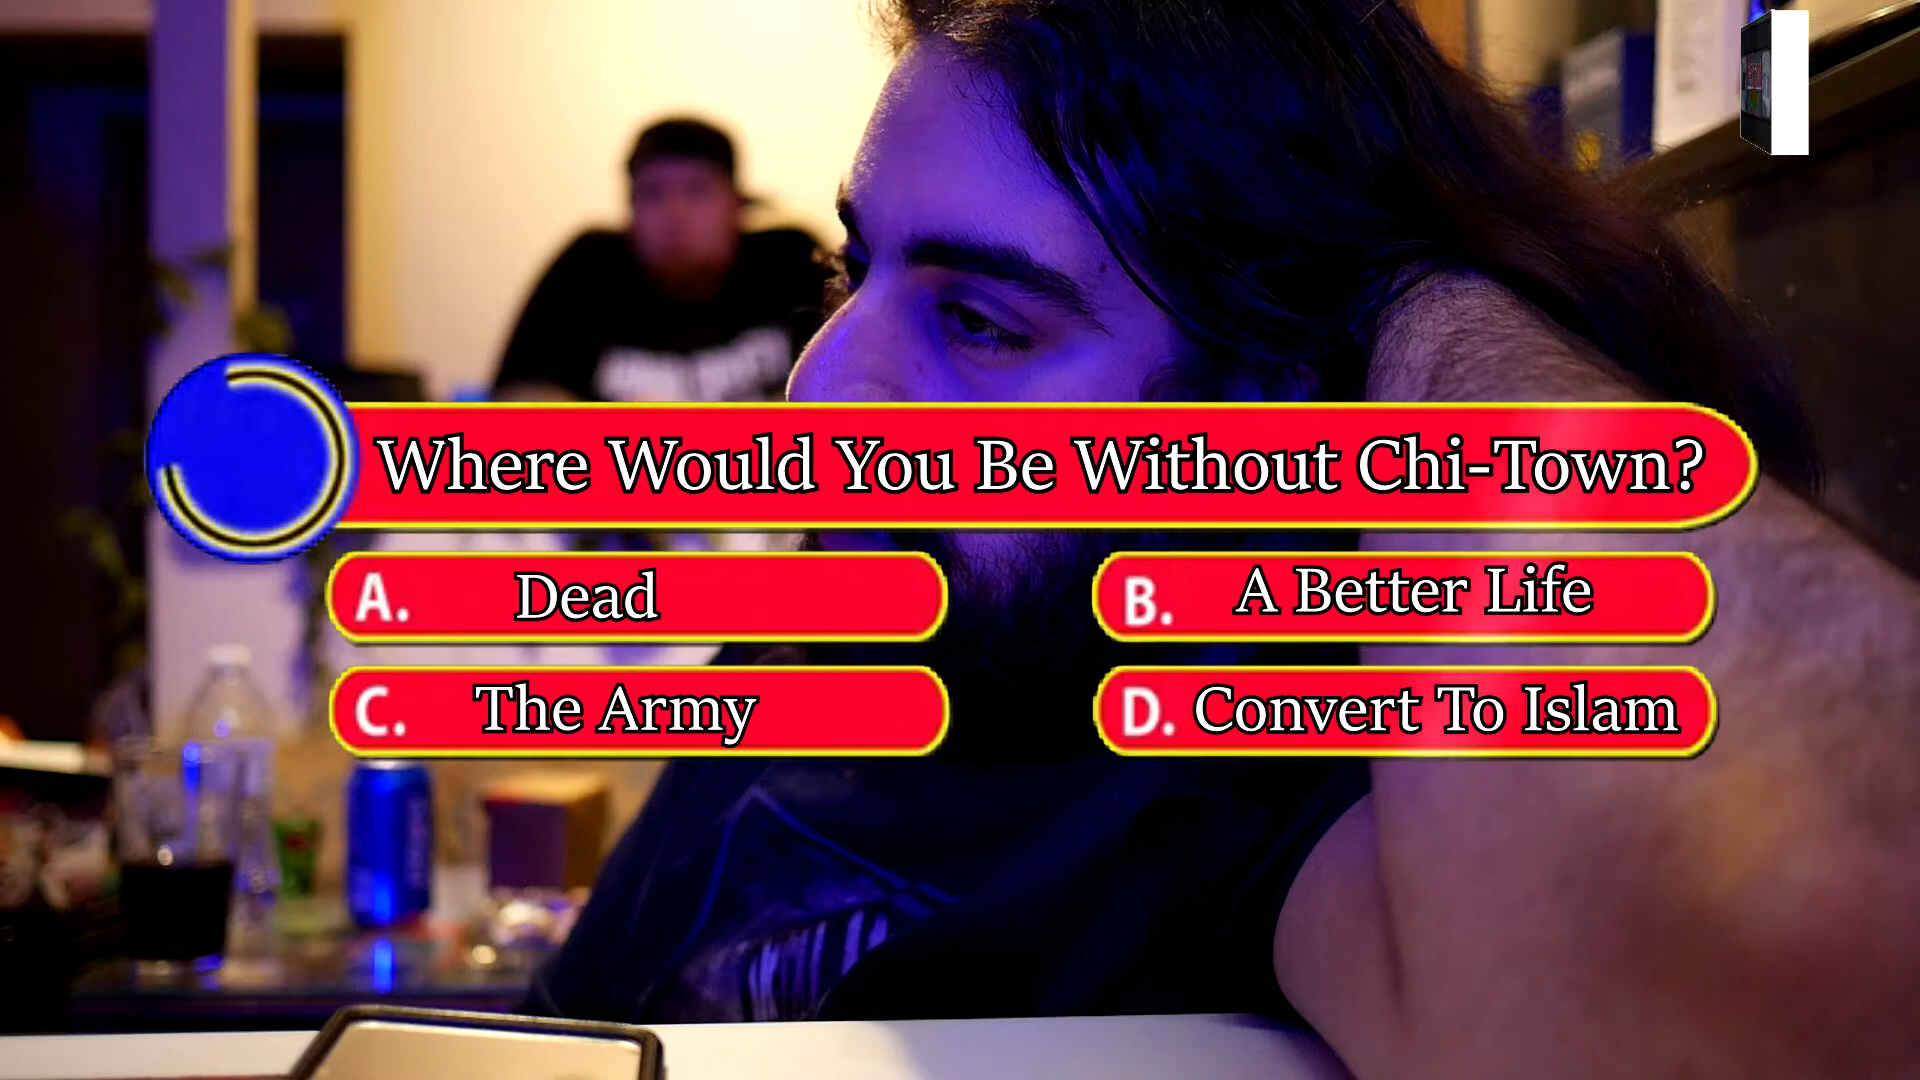 Where Would You Be Without Chi-Town?
A. Dead
B. A Better Life
C. The Army
D. Convert To Islam